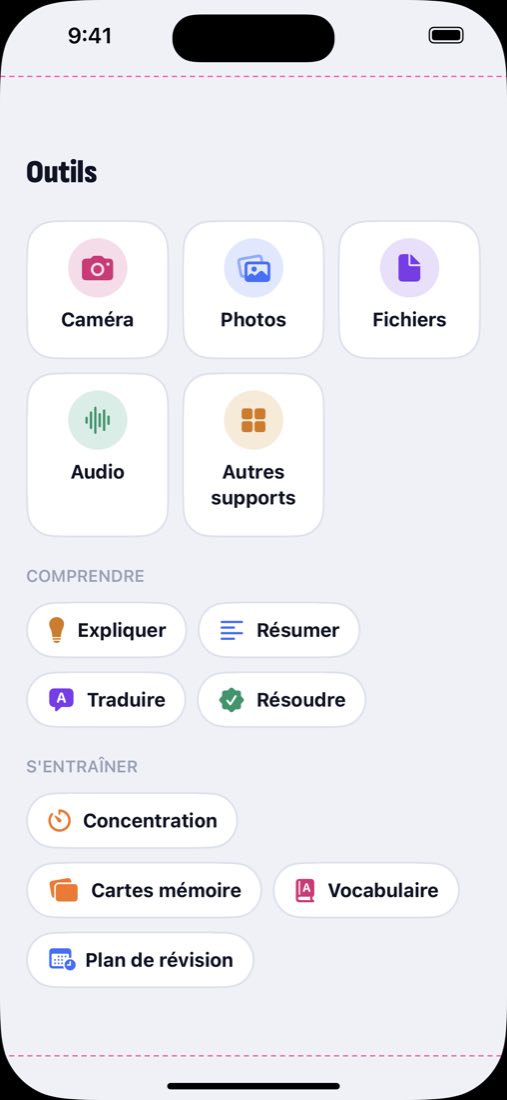 9:41
Outils
Caméra
Photos
Fichiers
Audio
Autres
supports
COMPRENDRE
Expliquer
Résumer
A
Traduire
Résoudre
S'ENTRAÎNER
Concentration
Cartes mémoire
A
Vocabulaire
Plan de révision